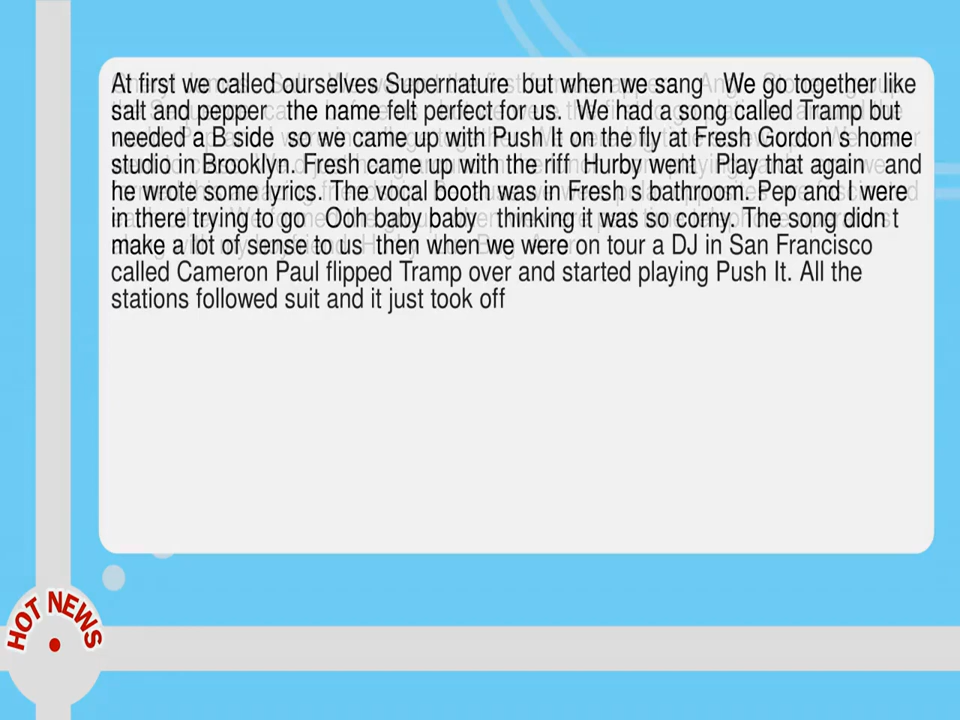 At first we called ourselves Supernature but when we sang We go together like
salt and pepper the name felt perfect for us. We had a song called Tramp but
needed a B side so we came up with Push It on the fly at Fresh Gordon s home
studio in Brooklyn. Fresh came up with the riff Hurby went Play that again and
he wrote some lyrics. The vocal booth was in Fresh s bathroom. Pep and I were
in there trying to go Ooh baby baby thinking it was so corny. The song didn t
make a lot of sense to us then when we were on tour a DJ in San Francisco
called Cameron Paul flipped Tramp over and started playing Push It. All the
stations followed suit and it just took off
HOT NEWS